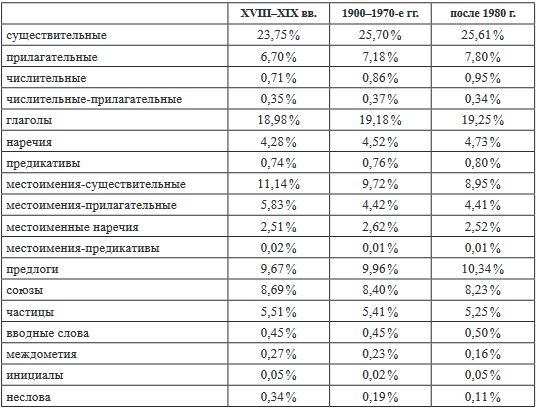 XVIII–XIX вв. 1900–1970-е гг. после 1980 г.
существительные 23,75% 25,70% 25,61%
прилагательные 6,70% 7,18% 7,80%
числительные 0,71% 0,86% 0,95%
числительные-прилагательные 0,35% 0,37% 0,34%
глаголы 18,98% 19,18% 19,25%
наречия 4,28% 4,52% 4,73%
предикативы 0,74% 0,76% 0,80%
местоимения-существительные 11,14% 9,72% 8,95%
местоимения-прилагательные 5,83% 4,42% 4,41%
местоименные наречия 2,51% 2,62% 2,52%
местоимения-предикативы 0,02% 0,01% 0,01%
предлоги 9,67% 9,96% 10,34%
союзы 8,69% 8,40% 8,23%
частицы 5,51% 5,41% 5,25%
вводные слова 0,45% 0,45% 0,50%
междометия 0,27% 0,23% 0,16%
инициалы 0,05% 0,02% 0,05%
неслова 0,34% 0,19% 0,11%